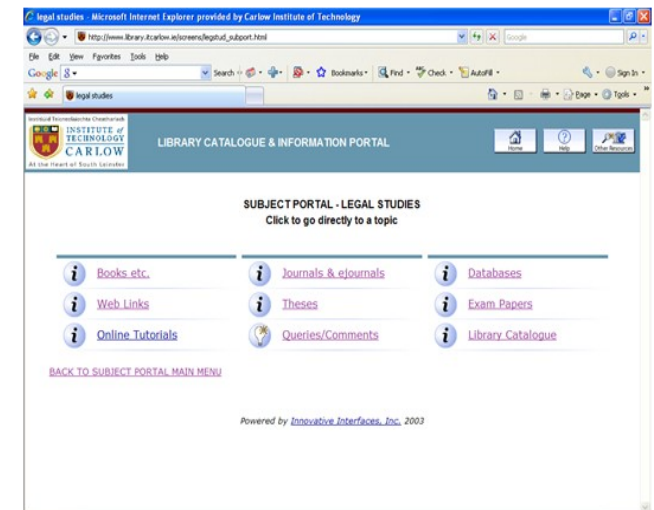 legal studies - Microsoft Internet Explorer provided by Carlow Institute of Technology
http://www.library.itcarlow.ie/screens/legstud_subport.html
Google
File Edit View Favorites Tools Help
Google Search Bookmarks Find Check AutoFill Sign In
legal studies Page Tools
Institiúid Teicneolaíochta Cheatharlach
INSTITUTE of
TECHNOLOGY
CARLOW
At the Heart of South Leinster
LIBRARY CATALOGUE & INFORMATION PORTAL
Home Help Other Resources
SUBJECT PORTAL - LEGAL STUDIES
Click to go directly to a topic
Books etc. Journals & eJournals Databases
Web Links Theses Exam Papers
Online Tutorials Queries/Comments Library Catalogue
BACK TO SUBJECT PORTAL MAIN MENU
Powered by Innovative Interfaces, Inc. 2003